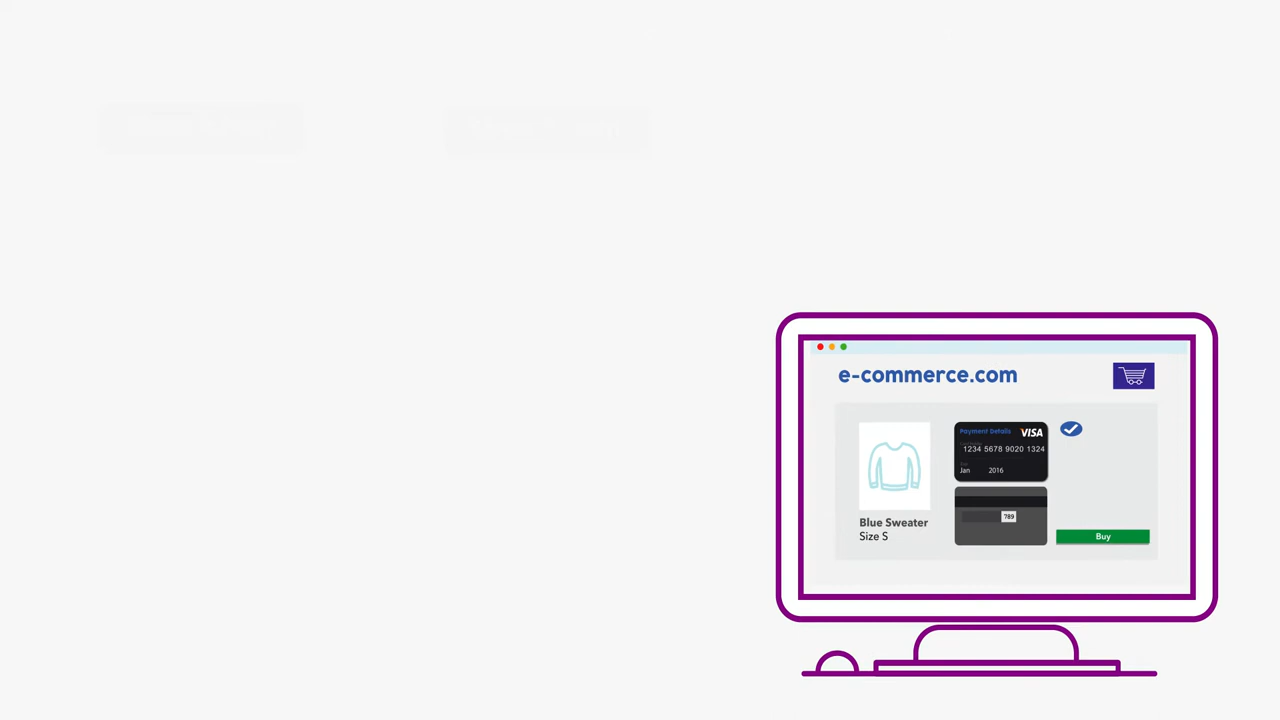 e-commerce.com
Payment Details
VISA
1234 5678 9020 1324
Jan 2016
789
Blue Sweater
Size S
Buy